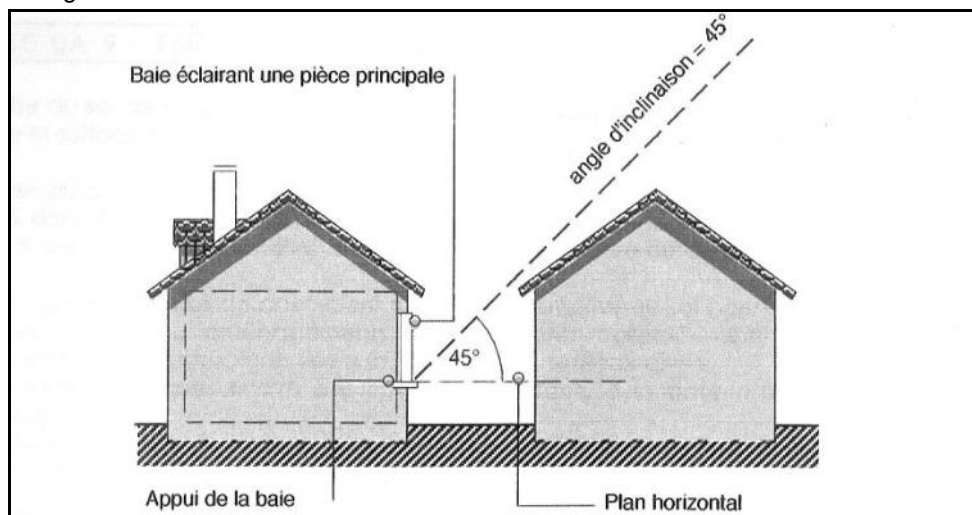 Baie éclairant une pièce principale
angle d'inclinaison = 45°
45°
Appui de la baie
Plan horizontal